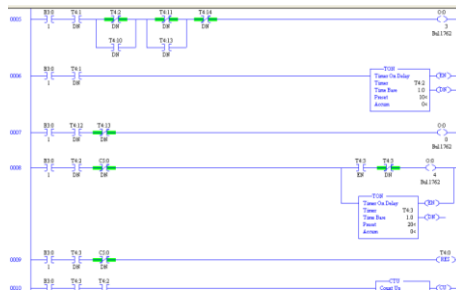 0005
B3:0 T4:1 T4:2 T4:11 T4:14 O:0
1 DN DN DN DN 3
T4:10 T4:13 Bul.1762
DN DN
0006
B3:0 T4:1
1 DN
TON
Timer On Delay EN
Timer T4:2
Time Base 1.0 DN
Preset 10<
Accum 0<
0007
B3:0 T4:12 T4:13 O:0
1 DN DN 8
Bul.1762
0008
B3:0 T4:2 C5:0 T4:3 T4:3 O:0
1 DN DN EN DN 4
Bul.1762
TON
Timer On Delay EN
Timer T4:3
Time Base 1.0 DN
Preset 20<
Accum 0<
0009
B3:0 T4:3 C5:0 T4:0
1 DN DN RES
0010
B3:0 T4:3 T4:2
CTU
Count Up CU